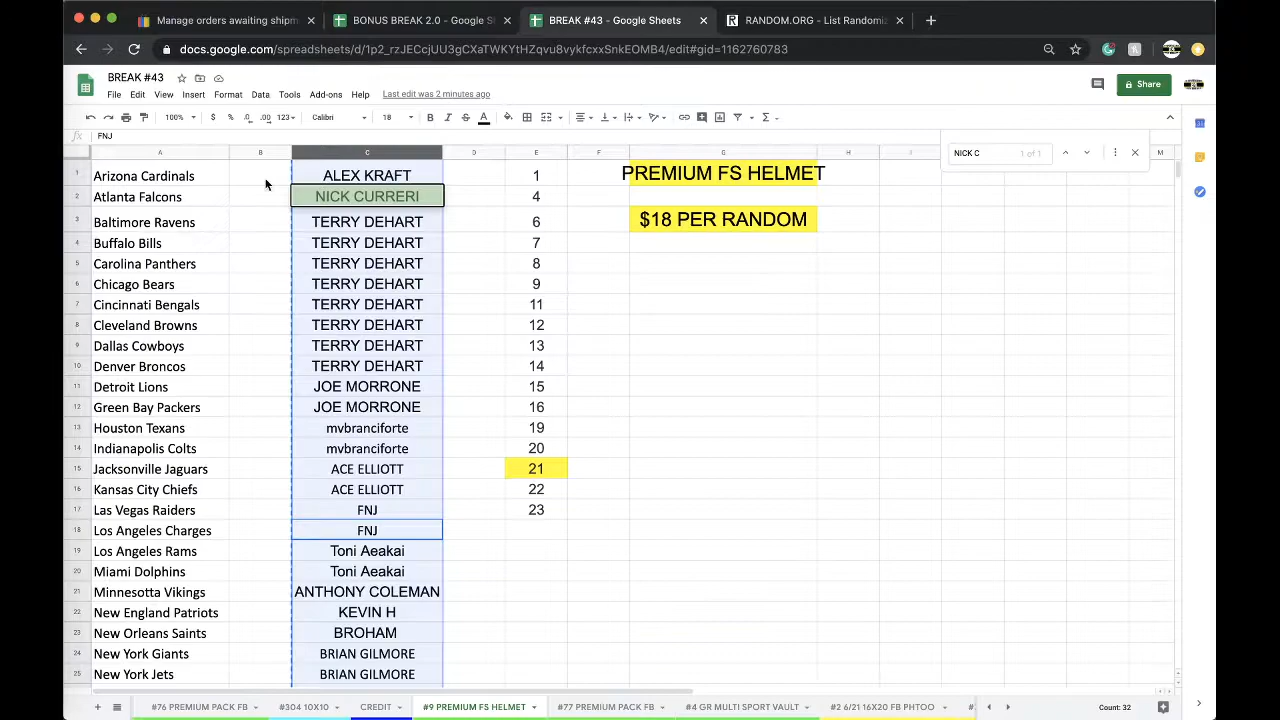 Manage orders awaiting shipm
BONUS BREAK 2.0 - Google S
BREAK #43 - Google Sheets
RANDOM.ORG - List Randomiz
docs.google.com/spreadsheets/d/1p2_rzJECcjUU3gCXaTWKYtHZqvu8vykfcxxSnkEOMB4/edit#gid=1162760783
BREAK #43
File Edit View Insert Format Data Tools Add-ons Help Last edit was 2 minutes ago
Share
100% $ % .0 .00 123 Calibri 18 B I S A
fx FNJ
NICK C 1 of 1
A B C D E F G H I L M
1 Arizona Cardinals ALEX KRAFT 1 PREMIUM FS HELMET
2 Atlanta Falcons NICK CURRERI 4
3 Baltimore Ravens TERRY DEHART 6 $18 PER RANDOM
4 Buffalo Bills TERRY DEHART 7
5 Carolina Panthers TERRY DEHART 8
6 Chicago Bears TERRY DEHART 9
7 Cincinnati Bengals TERRY DEHART 11
8 Cleveland Browns TERRY DEHART 12
9 Dallas Cowboys TERRY DEHART 13
10 Denver Broncos TERRY DEHART 14
11 Detroit Lions JOE MORRONE 15
12 Green Bay Packers JOE MORRONE 16
13 Houston Texans mvbranciforte 19
14 Indianapolis Colts mvbranciforte 20
15 Jacksonville Jaguars ACE ELLIOTT 21
16 Kansas City Chiefs ACE ELLIOTT 22
17 Las Vegas Raiders FNJ 23
18 Los Angeles Charges FNJ
19 Los Angeles Rams Toni Aeakai
20 Miami Dolphins Toni Aeakai
21 Minnesotta Vikings ANTHONY COLEMAN
22 New England Patriots KEVIN H
23 New Orleans Saints BROHAM
24 New York Giants BRIAN GILMORE
25 New York Jets BRIAN GILMORE
#76 PREMIUM PACK FB #304 10X10 CREDIT #9 PREMIUM FS HELMET #77 PREMIUM PACK FB #4 GR MULTI SPORT VAULT #2 6/21 16X20 FB PHTOO Count: 32